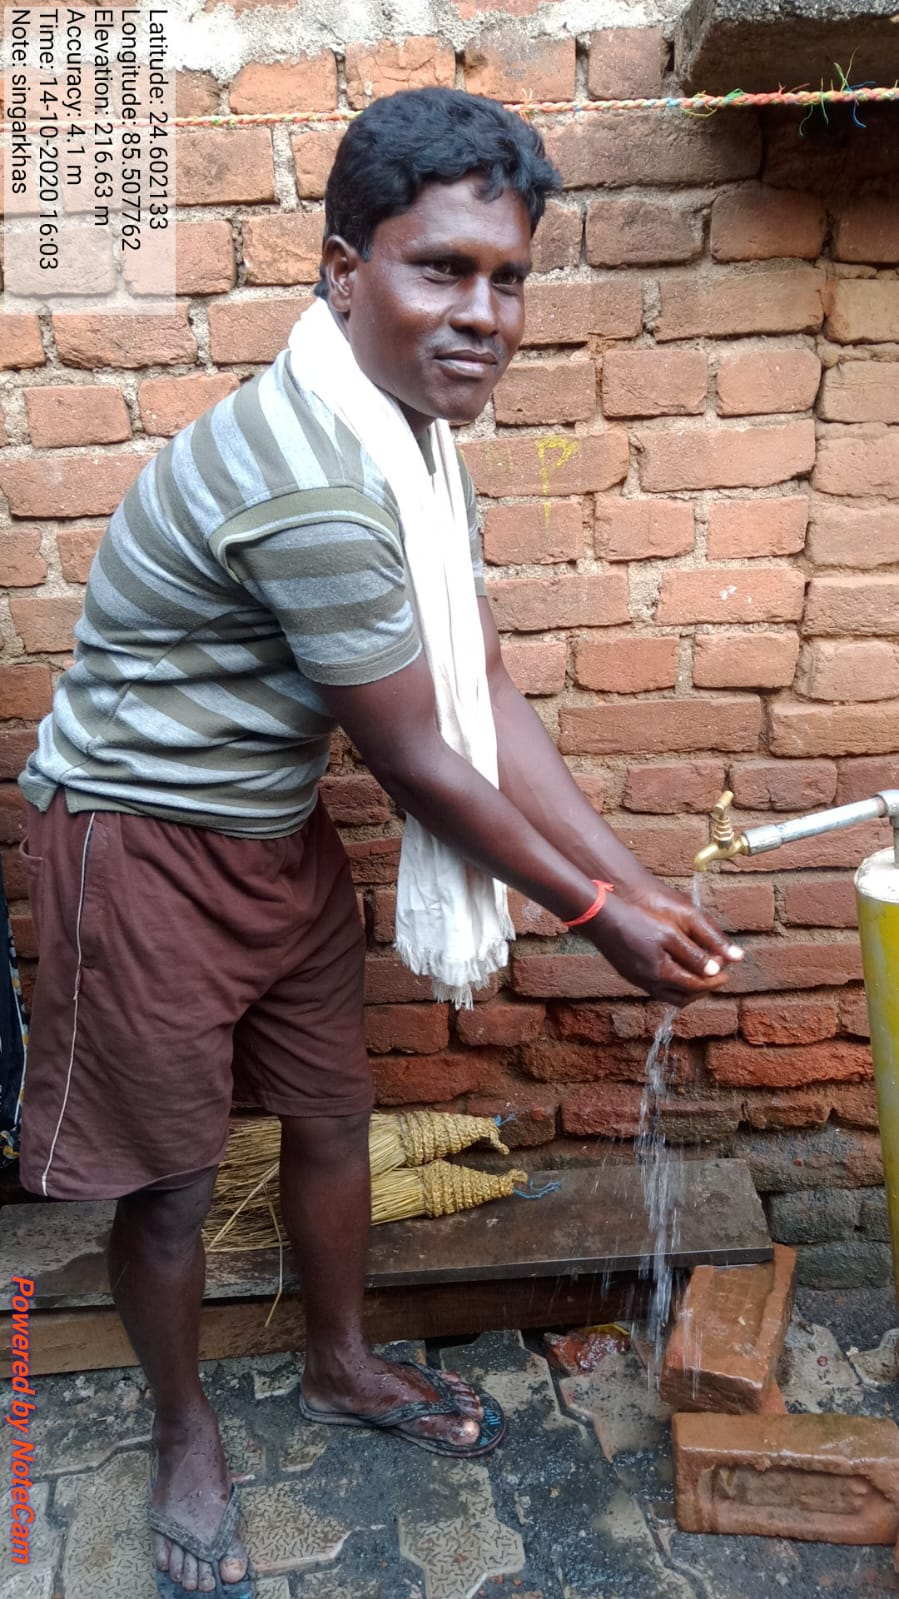 Latitude: 24.602133
Longitude: 85.507762
Elevation: 216.63 m
Accuracy: 4.1 m
Time: 14-10-2020 16:03
Note: singarkhas
P
Powered by NoteCam